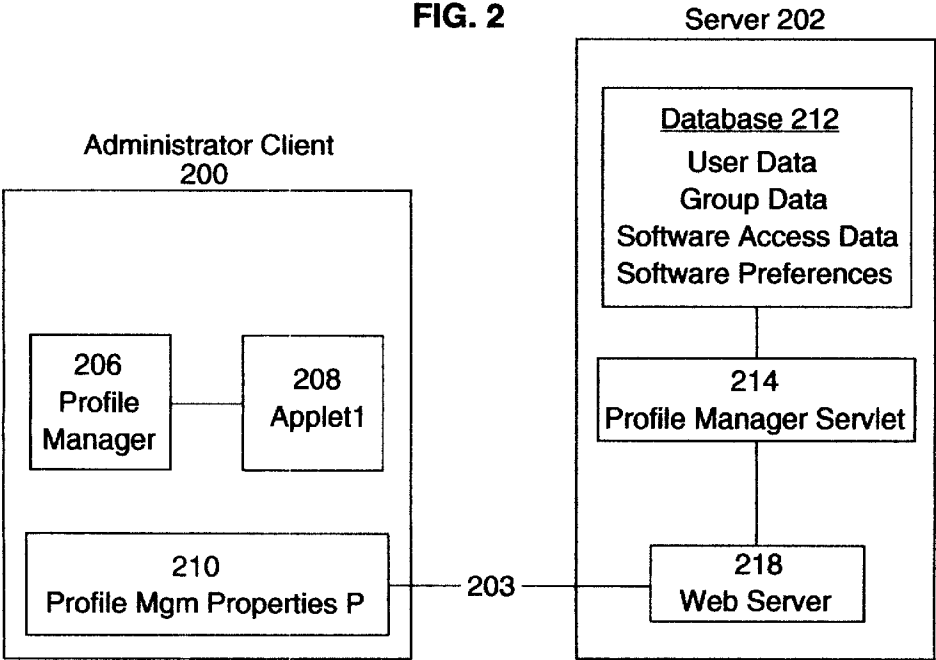 FIG. 2
Server 202
Database 212
User Data
Group Data
Software Access Data
Software Preferences
Administrator Client
200
206
Profile
Manager
208
Applet1
214
Profile Manager Servlet
210
Profile Mgm Properties P
203
218
Web Server